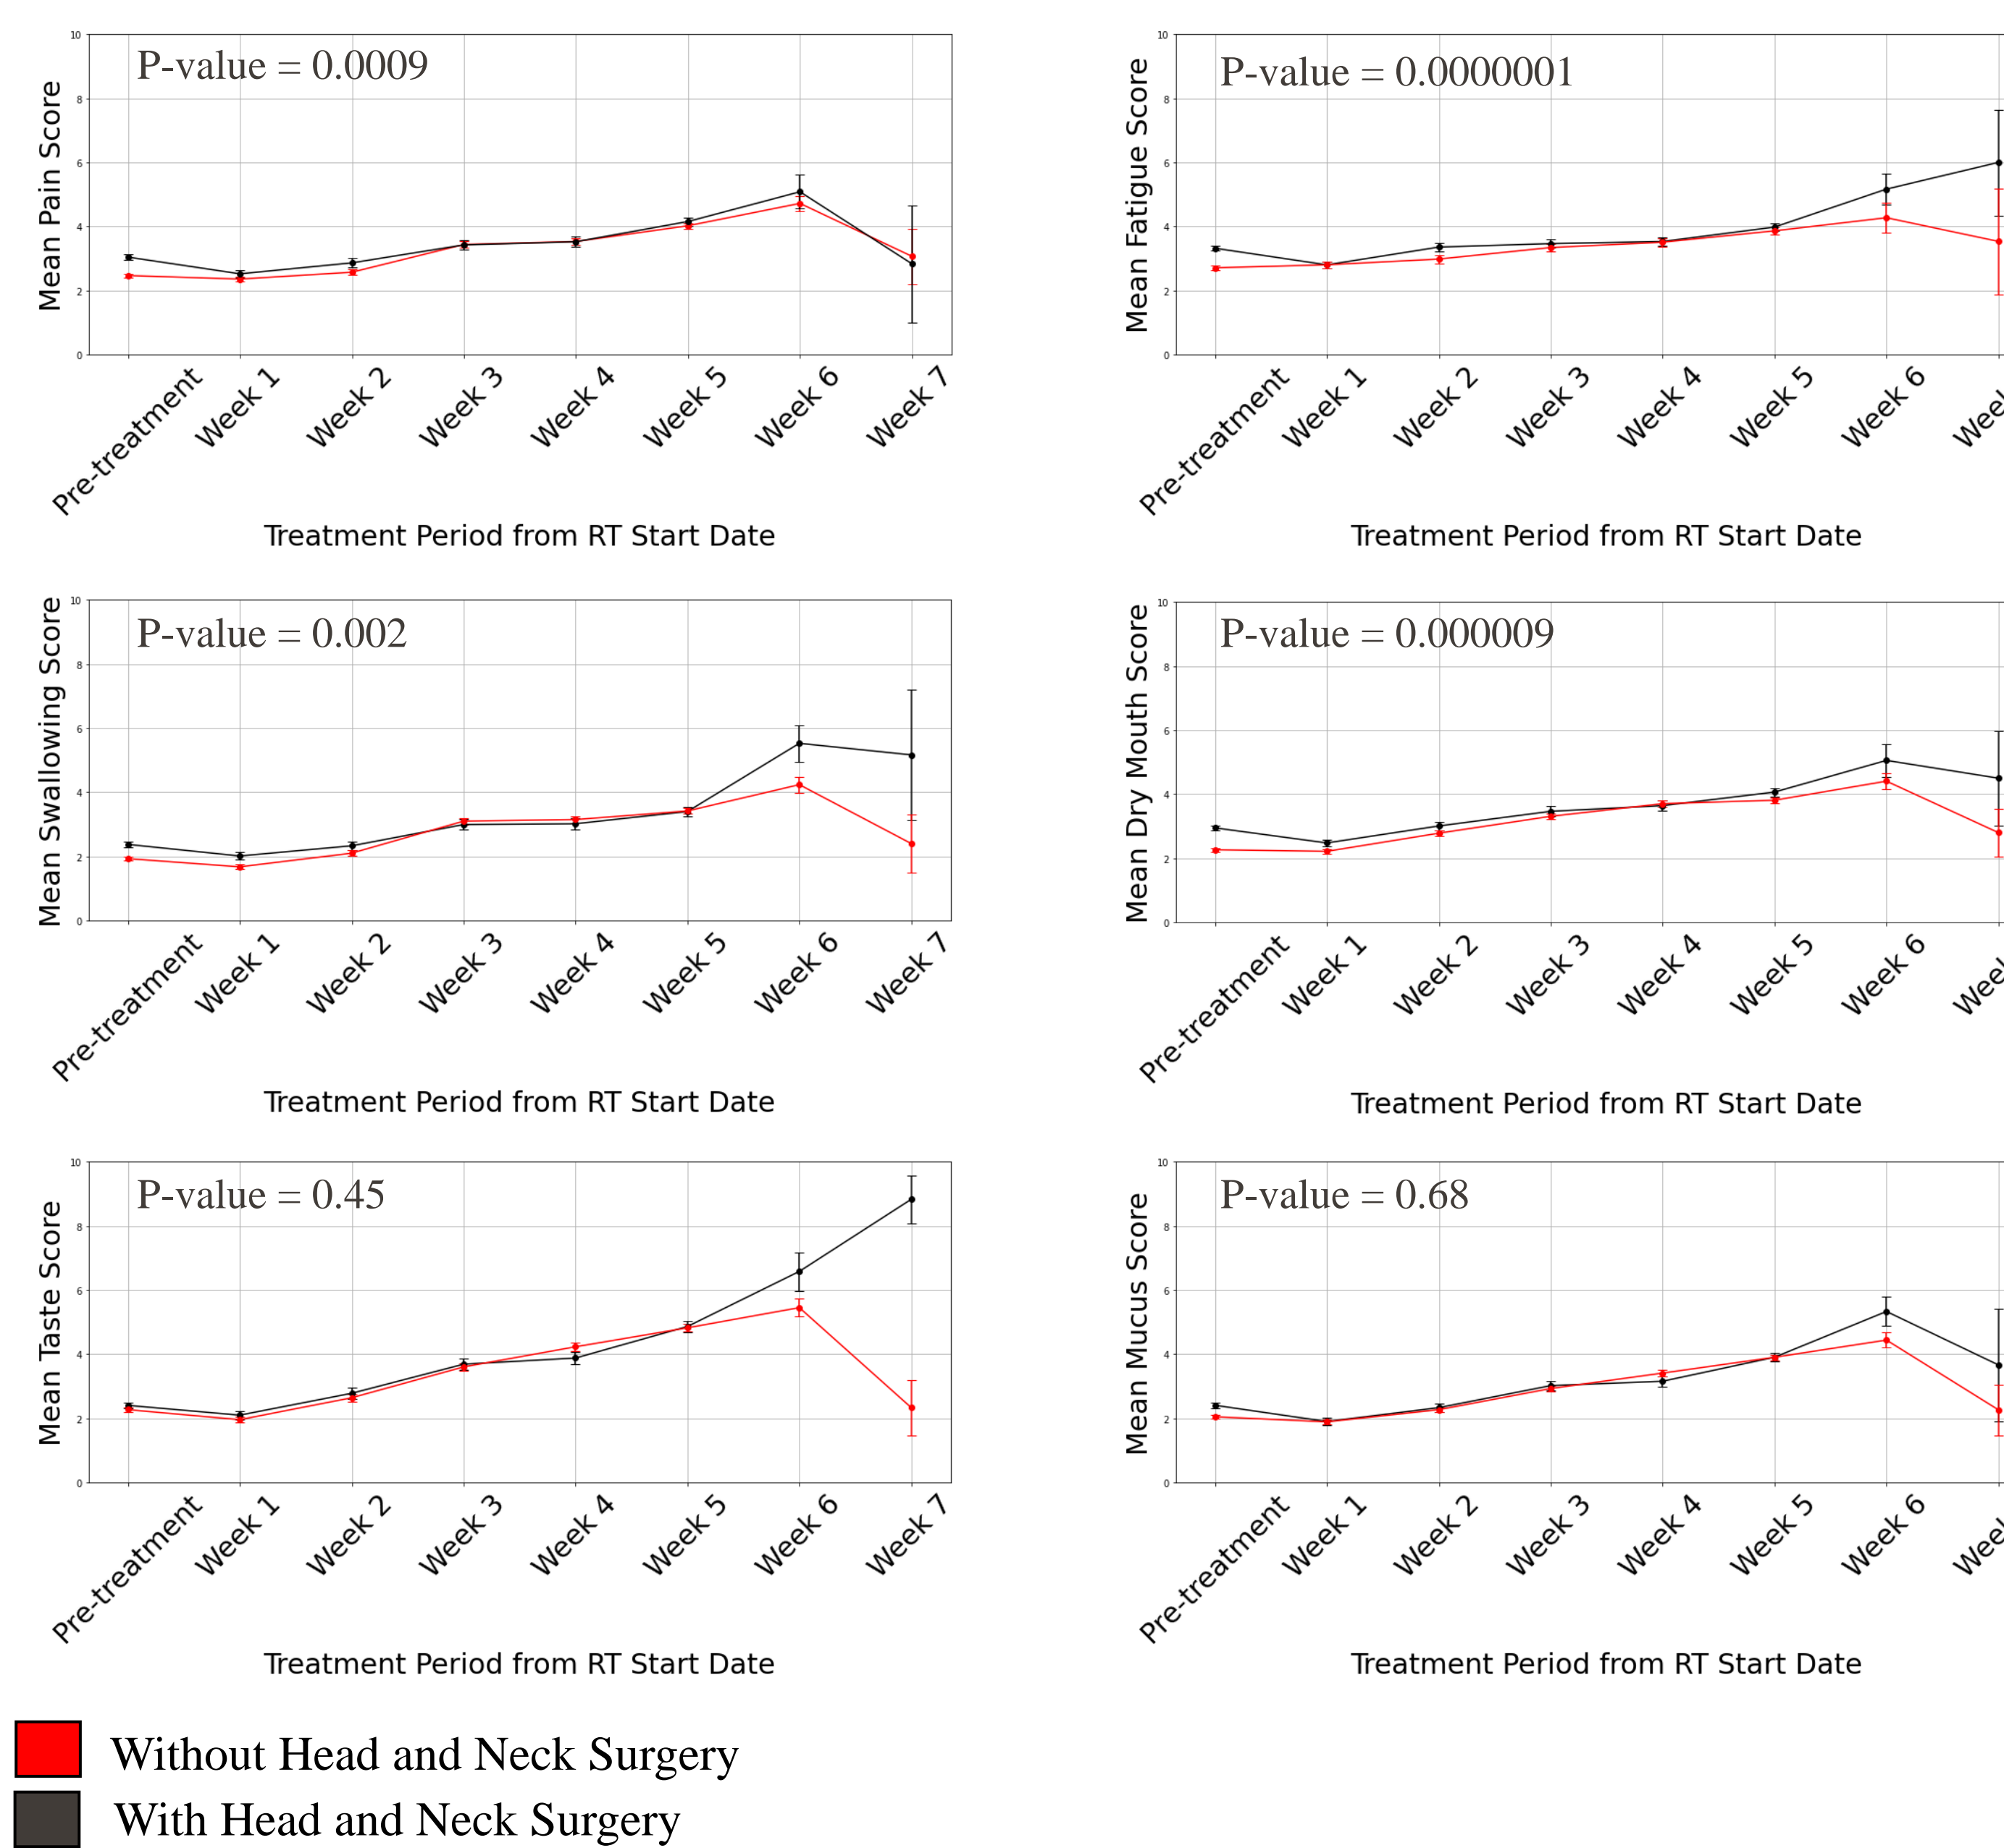 P-value = 0.0009
Mean Pain Score
10
8
6
4
2
0
Pre-treatment
Week 1
Week 2
Week 3
Week 4
Week 5
Week 6
Week 7
Treatment Period from RT Start Date
P-value = 0.0000001
Mean Fatigue Score
10
8
6
4
2
0
Pre-treatment
Week 1
Week 2
Week 3
Week 4
Week 5
Week 6
Week
Treatment Period from RT Start Date
P-value = 0.002
Mean Swallowing Score
10
8
6
4
2
0
Pre-treatment
Week 1
Week 2
Week 3
Week 4
Week 5
Week 6
Week 7
Treatment Period from RT Start Date
P-value = 0.000009
Mean Dry Mouth Score
10
8
6
4
2
0
Pre-treatment
Week 1
Week 2
Week 3
Week 4
Week 5
Week 6
Week
Treatment Period from RT Start Date
P-value = 0.45
Mean Taste Score
10
8
6
4
2
0
Pre-treatment
Week 1
Week 2
Week 3
Week 4
Week 5
Week 6
Week 7
Treatment Period from RT Start Date
P-value = 0.68
Mean Mucus Score
10
8
6
4
2
0
Pre-treatment
Week 1
Week 2
Week 3
Week 4
Week 5
Week 6
Week
Treatment Period from RT Start Date
Without Head and Neck Surgery
With Head and Neck Surgery